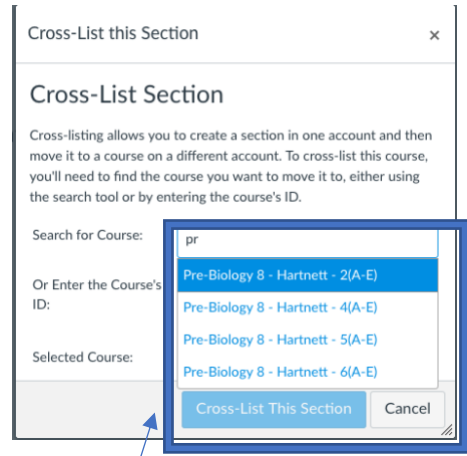 Cross-List this Section ×
Cross-List Section
Cross-listing allows you to create a section in one account and then
move it to a course on a different account. To cross-list this course,
you'll need to find the course you want to move it to, either using
the search tool or by entering the course's ID.
Search for Course: pr
Pre-Biology 8 - Hartnett - 2(A-E)
Or Enter the Course's
ID:
Pre-Biology 8 - Hartnett - 4(A-E)
Pre-Biology 8 - Hartnett - 5(A-E)
Selected Course:
Pre-Biology 8 - Hartnett - 6(A-E)
Cross-List This Section Cancel